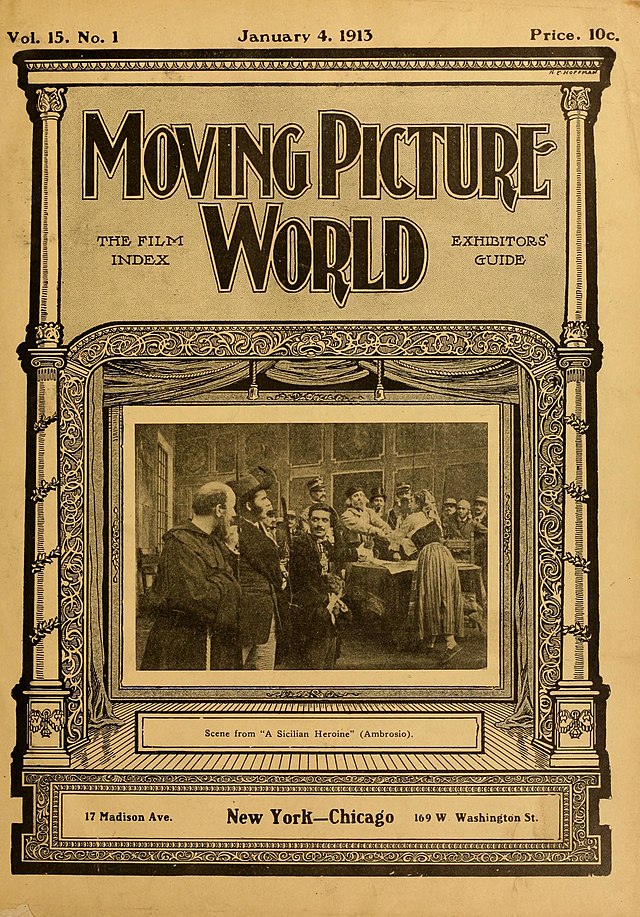 Vol. 15. No. 1 January 4. 1913 Price. 10c.
H. C. HOFFMAN
MOVING PICTURE
WORLD
THE FILM
INDEX
EXHIBITORS'
GUIDE
Scene from "A Sicilian Heroine" (Ambrosio).
17 Madison Ave. New York—Chicago 169 W Washington St.